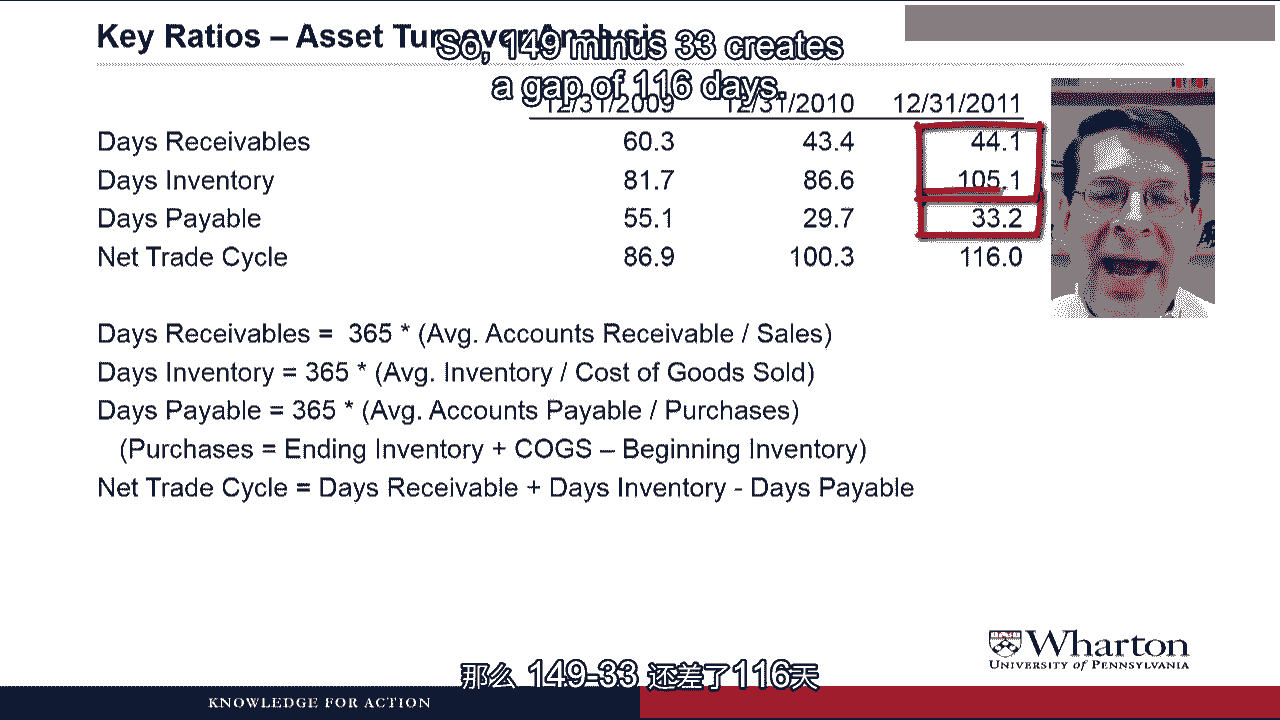 Key Ratios – Asset Turnover Analysis
So, 149 minus 33 creates
a gap of 116 days.
12/31/2009 12/31/2010 12/31/2011
Days Receivables 60.3 43.4 44.1
Days Inventory 81.7 86.6 105.1
Days Payable 55.1 29.7 33.2
Net Trade Cycle 86.9 100.3 116.0
Days Receivables = 365 * (Avg. Accounts Receivable / Sales)
Days Inventory = 365 * (Avg. Inventory / Cost of Goods Sold)
Days Payable = 365 * (Avg. Accounts Payable / Purchases)
(Purchases = Ending Inventory + COGS – Beginning Inventory)
Net Trade Cycle = Days Receivable + Days Inventory - Days Payable
Wharton
UNIVERSITY of PENNSYLVANIA
那么 149-33 还差了116天
KNOWLEDGE FOR ACTION